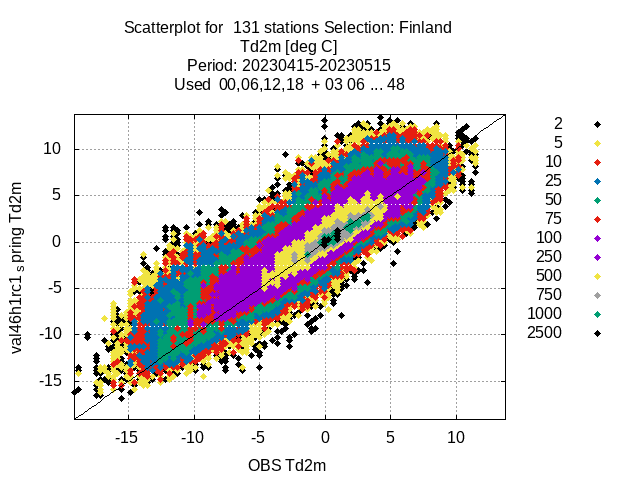 Scatterplot for 131 stations Selection: Finland
Td2m [deg C]
Period: 20230415-20230515
Used 00,06,12,18 + 03 06 ... 48
val46h1rc1 s pring Td2m
10
5
0
-5
-10
-15
-15 -10 -5 0 5 10
OBS Td2m
2
5
10
25
50
75
100
250
500
750
1000
2500